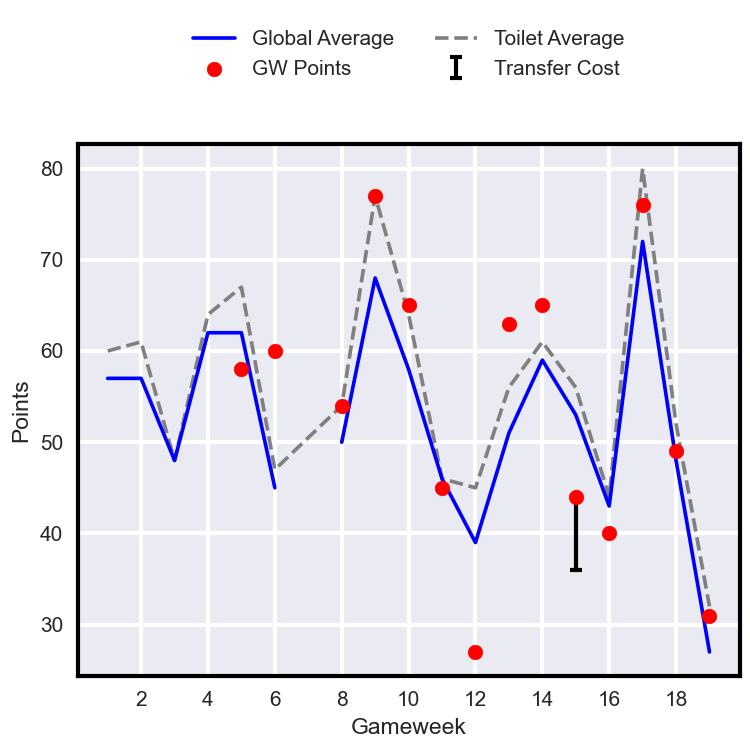 Global Average
Toilet Average
GW Points
Transfer Cost
80
70
60
50
40
30
Points
2 4 6 8 10 12 14 16 18
Gameweek